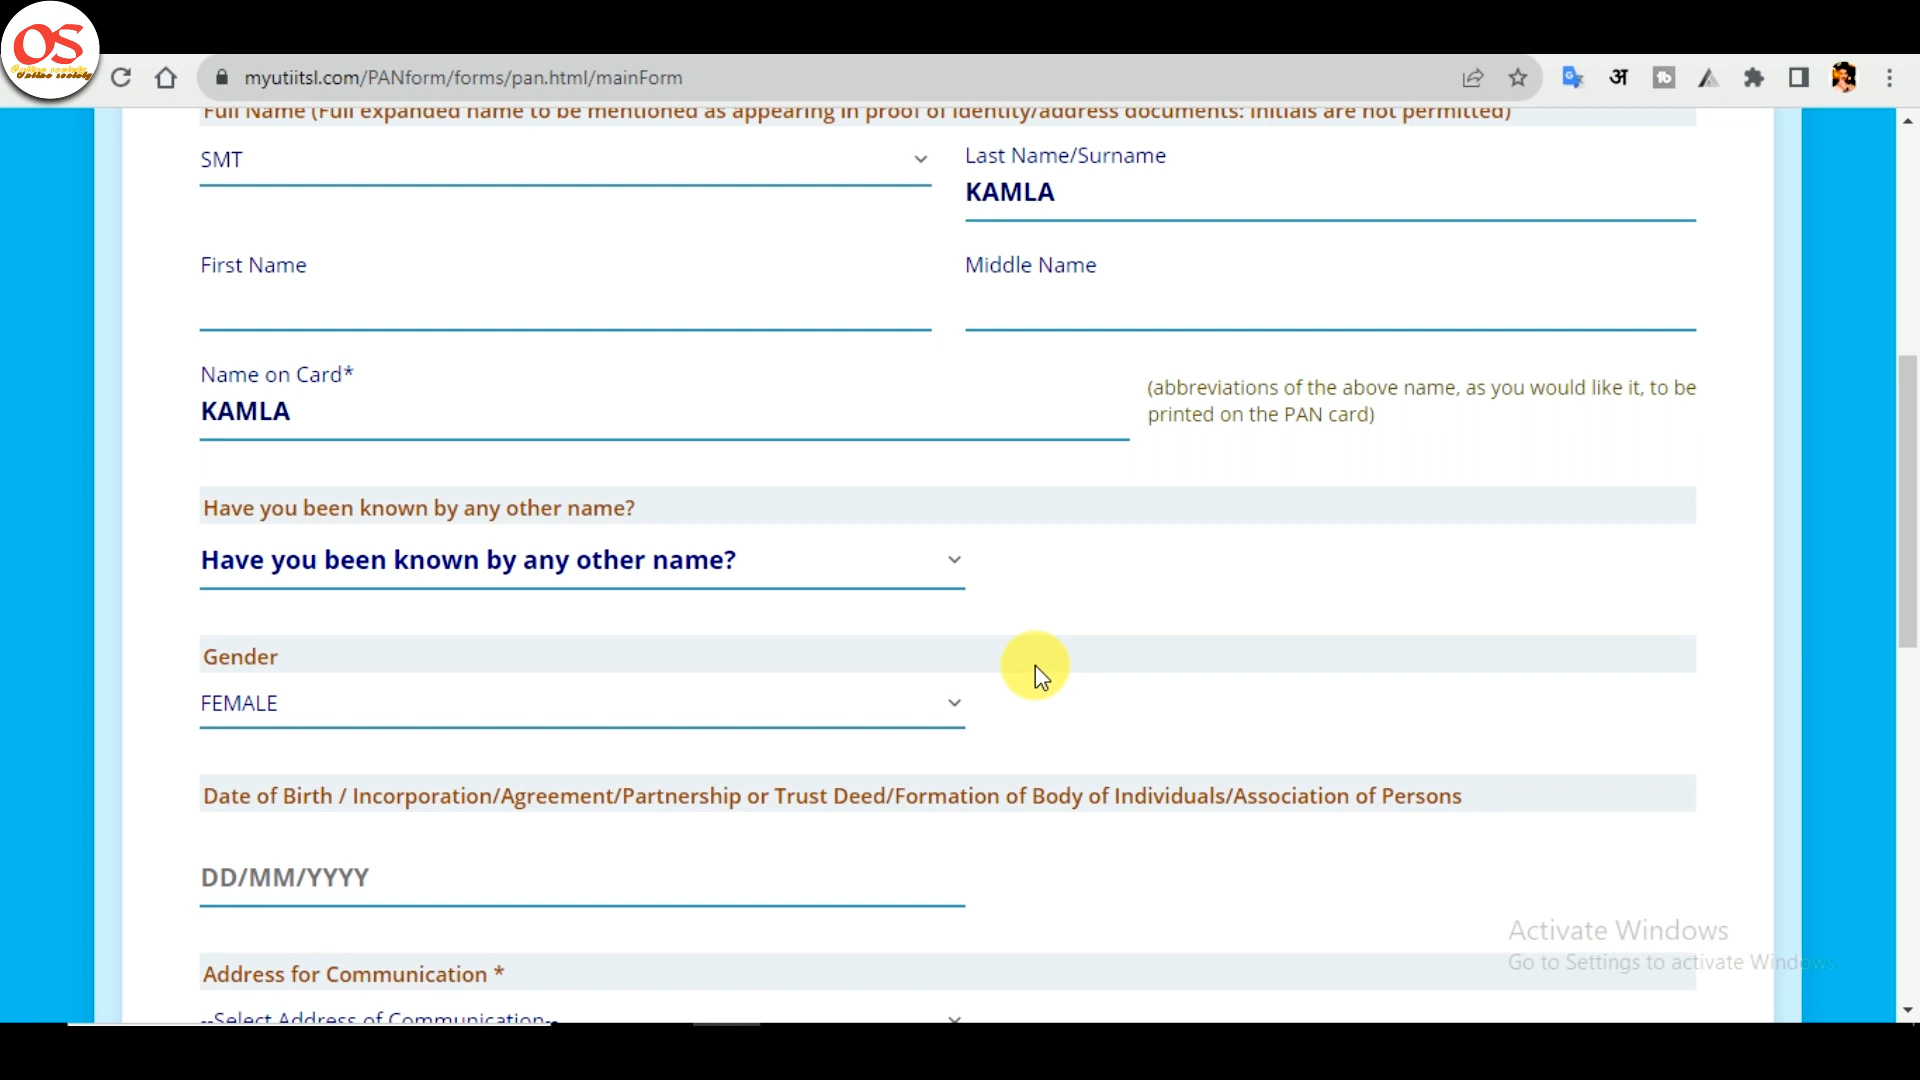 OS
Online society
myutiitsl.com/PANform/forms/pan.html/mainForm
अ
Full Name (Full expanded name to be mentioned as appearing in proof of identity/address documents: initials are not permitted)
SMT
Last Name/Surname
KAMLA
First Name
Middle Name
Name on Card*
KAMLA
(abbreviations of the above name, as you would like it, to be
printed on the PAN card)
Have you been known by any other name?
Have you been known by any other name?
Gender
FEMALE
Date of Birth / Incorporation/Agreement/Partnership or Trust Deed/Formation of Body of Individuals/Association of Persons
DD/MM/YYYY
Activate Windows
Go to Settings to activate Windows.
Address for Communication *
--Select Address of Communication--